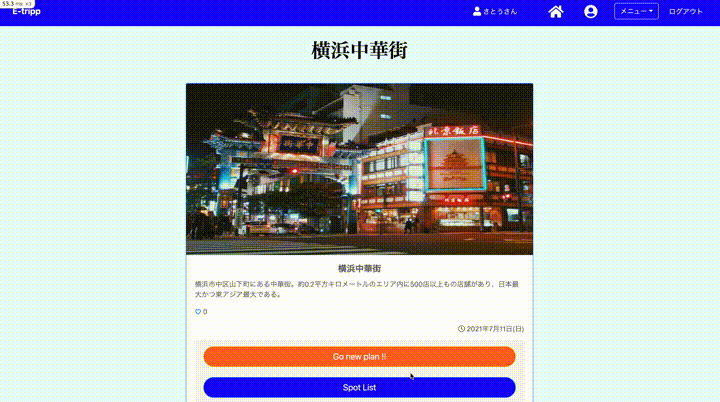 53.3 ms ×3
E-tripp
さとうさん
メニュー
ログアウト
横浜中華街
北京飯店
横浜中華街
横浜市中区山下町にある中華街。約0.2平方キロメートルのエリア内に500店以上もの店舗があり、日本最
大かつ東アジア最大である。
0
2021年7月11日(日)
Go new plan !!
Spot List